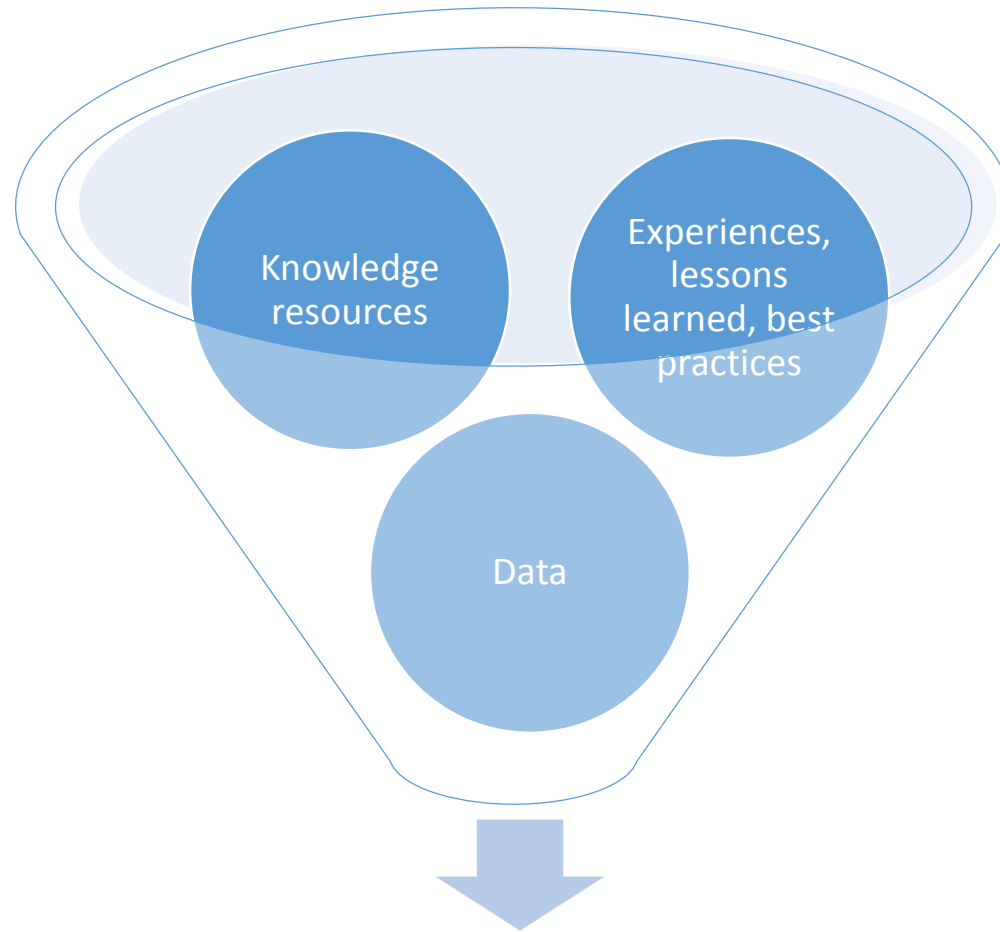 Knowledge
resources
Experiences,
lessons
learned, best
practices
Data